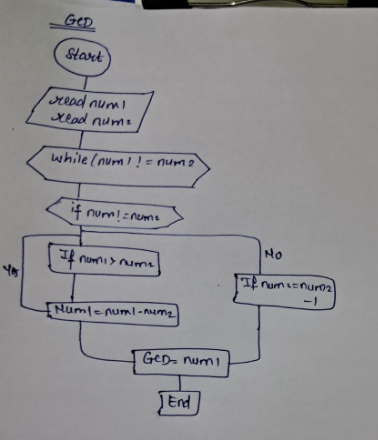 GCD
Start
read num1
read num2
while(num1 != num2
if num!=num2
Yes
If num1>num2
No
If num2=num2
-1
Num1=num1-num2
GCD= num1
End